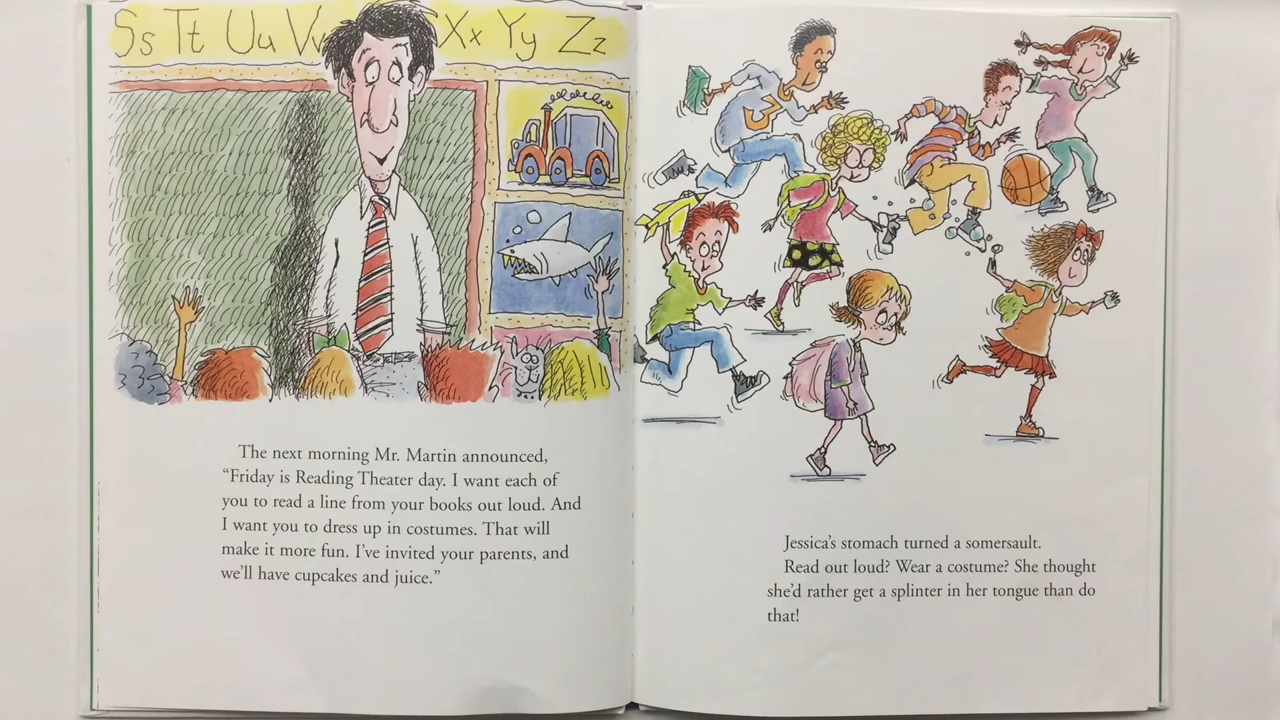 Ss Tt Uu Vv Xx Yy Zz
The next morning Mr. Martin announced,
“Friday is Reading Theater day. I want each of
you to read a line from your books out loud. And
I want you to dress up in costumes. That will
make it more fun. I’ve invited your parents, and
we’ll have cupcakes and juice.”
Jessica’s stomach turned a somersault.
Read out loud? Wear a costume? She thought
she’d rather get a splinter in her tongue than do
that!